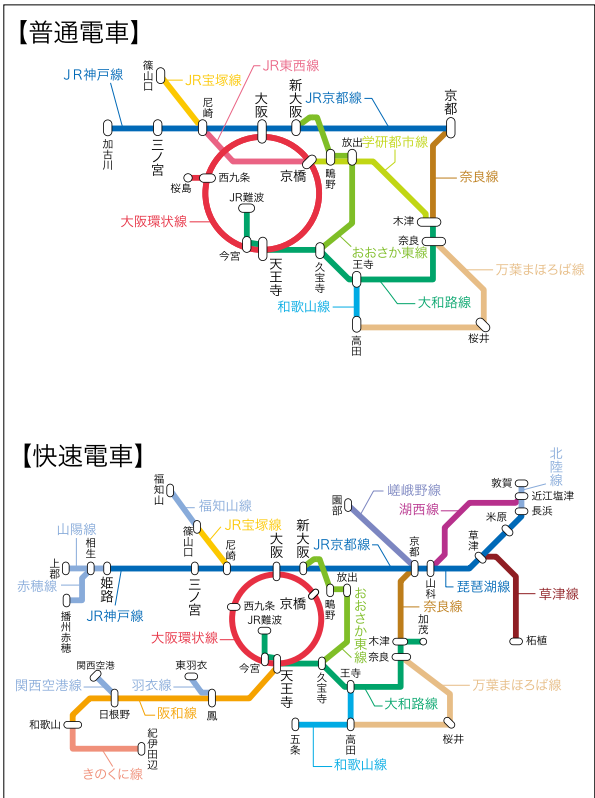 【普通電車】
JR神戸線
篠山口
JR宝塚線
JR東西線
尼崎
大阪
新大阪
JR京都線
京都
加古川
三ノ宮
京橋
鴫野
放出
学研都市線
奈良線
桜島
西九条
JR難波
大阪環状線
木津
奈良
今宮
天王寺
久宝寺
おおさか東線
王寺
万葉まほろば線
和歌山線
大和路線
高田
桜井
【快速電車】
北陸線
敦賀
近江塩津
長浜
福知山
福知山線
園部
嵯峨野線
湖西線
米原
山陽線
相生
篠山口
JR宝塚線
尼崎
大阪
新大阪
JR京都線
京都
草津
上郡
姫路
三ノ宮
山科
琵琶湖線
赤穂線
播州赤穂
JR神戸線
西九条
京橋
鴫野
放出
奈良線
草津線
JR難波
大阪環状線
おおさか東線
加茂
木津
奈良
柘植
関西空港
東羽衣
今宮
天王寺
久宝寺
王寺
関西空港線
羽衣線
万葉まほろば線
日根野
阪和線
鳳
大和路線
和歌山
紀伊田辺
きのくに線
五条
高田
桜井
和歌山線